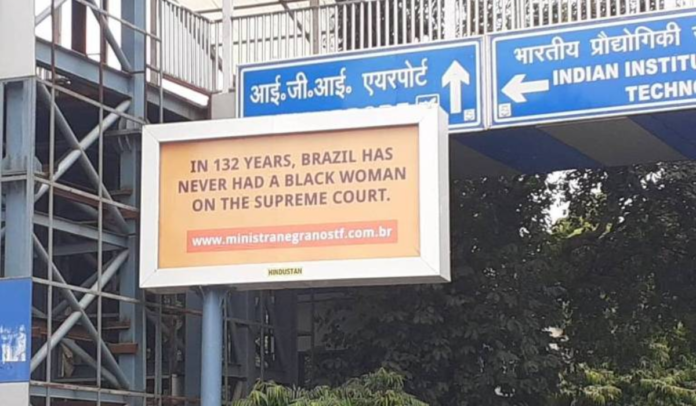 आई॰जी॰आई॰ एयरपोर्ट
भारतीय प्रौद्योगिकी
INDIAN INSTITU
TECHNO
IN 132 YEARS, BRAZIL HAS
NEVER HAD A BLACK WOMAN
ON THE SUPREME COURT.
www.ministranegranostf.com.br
HINDUSTAN